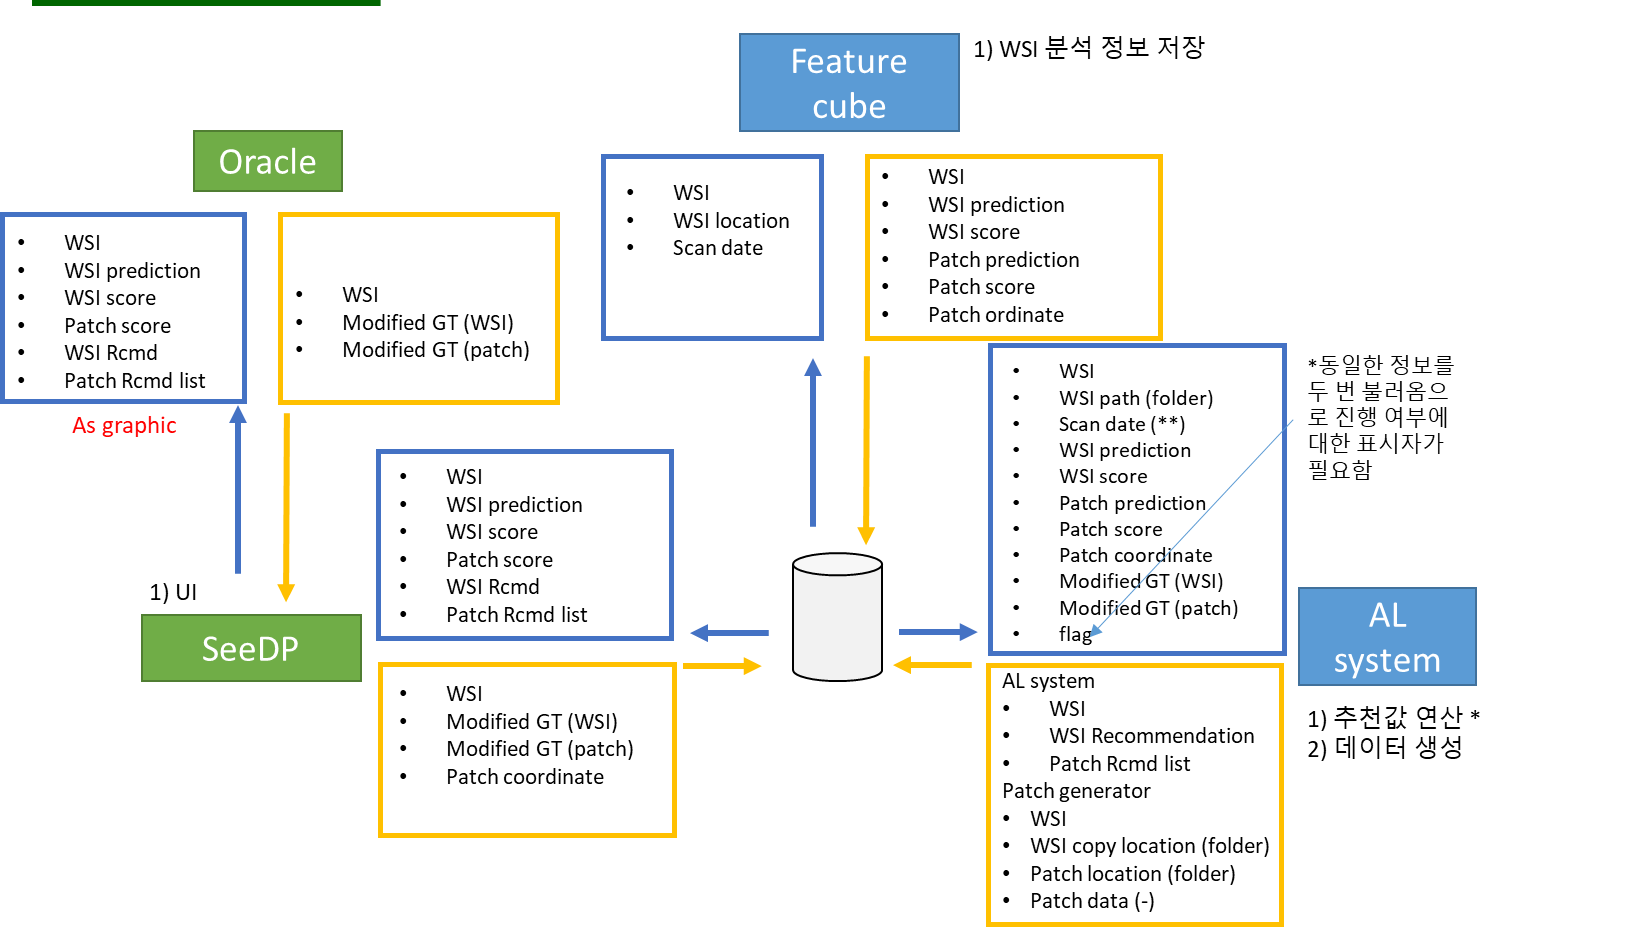 Feature
cube
1) WSI 분석 정보 저장
Oracle
• WSI
• WSI prediction
• WSI score
• Patch score
• WSI Rcmd
• Patch Rcmd list
As graphic
• WSI
• Modified GT (WSI)
• Modified GT (patch)
• WSI
• WSI location
• Scan date
• WSI
• WSI prediction
• WSI score
• Patch prediction
• Patch score
• Patch ordinate
1) UI
SeeDP
• WSI
• WSI prediction
• WSI score
• Patch score
• WSI Rcmd
• Patch Rcmd list
• WSI
• Modified GT (WSI)
• Modified GT (patch)
• Patch coordinate
• WSI
• WSI path (folder)
• Scan date (**)
• WSI prediction
• WSI score
• Patch prediction
• Patch score
• Patch coordinate
• Modified GT (WSI)
• Modified GT (patch)
• flag
*동일한 정보를
두 번 불러옴으
로 진행 여부에
대한 표시자가
필요함
AL
system
1) 추천값 연산 *
2) 데이터 생성
AL system
• WSI
• WSI Recommendation
• Patch Rcmd list
Patch generator
• WSI
• WSI copy location (folder)
• Patch location (folder)
• Patch data (-)